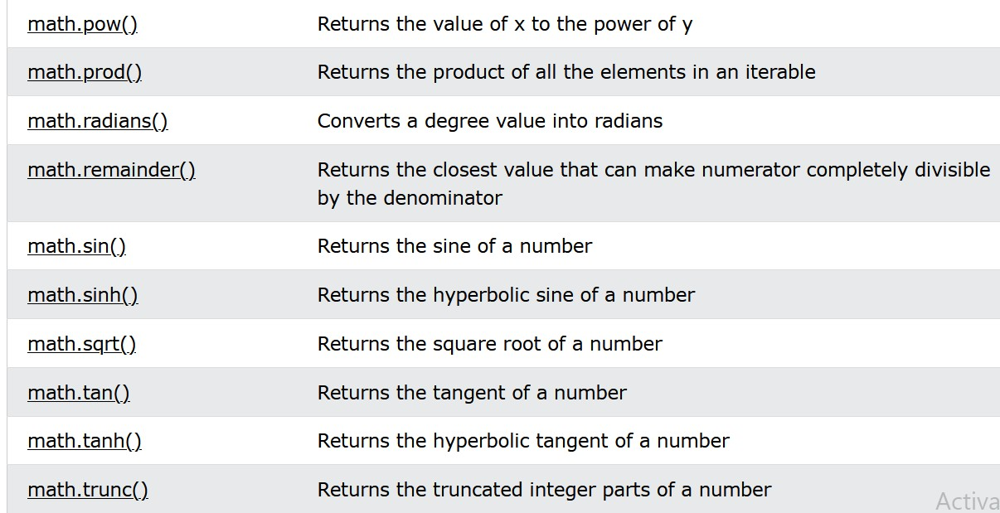 math.pow() Returns the value of x to the power of y
math.prod() Returns the product of all the elements in an iterable
math.radians() Converts a degree value into radians
math.remainder() Returns the closest value that can make numerator completely divisible
by the denominator
math.sin() Returns the sine of a number
math.sinh() Returns the hyperbolic sine of a number
math.sqrt() Returns the square root of a number
math.tan() Returns the tangent of a number
math.tanh() Returns the hyperbolic tangent of a number
math.trunc() Returns the truncated integer parts of a number
Activa